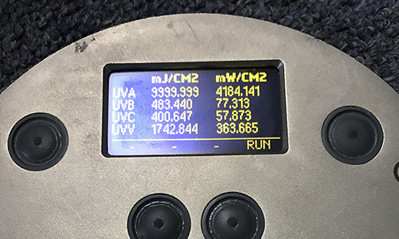 mJ/CM2 mW/CM2
UVA 9999.999 4184.141
UVB 483.440 77,313
UVC 400.647 57,873
UVV 1742.844 363,665
- - - RUN